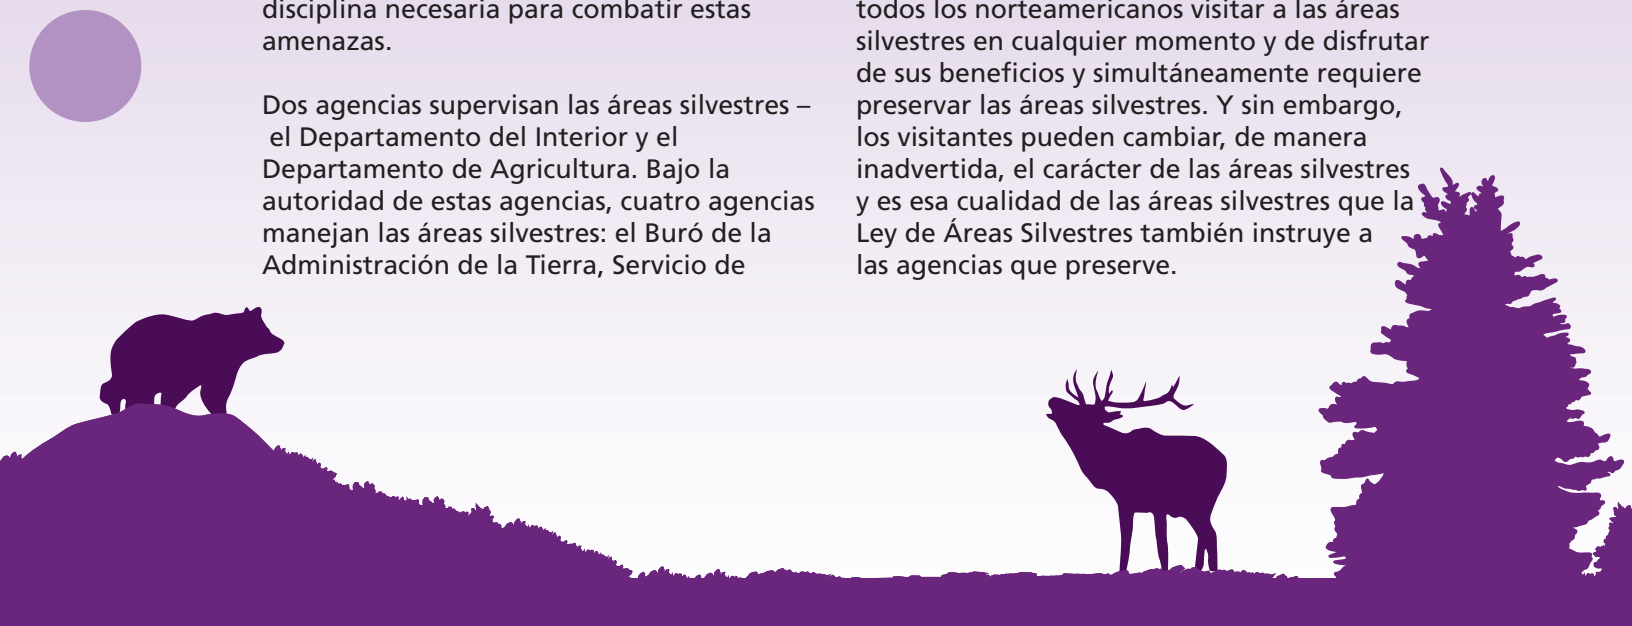 disciplina necesaria para combatir estas
amenazas.
Dos agencias supervisan las áreas silvestres –
el Departamento del Interior y el
Departamento de Agricultura. Bajo la
autoridad de estas agencias, cuatro agencias
manejan las áreas silvestres: el Buró de la
Administración de la Tierra, Servicio de
todos los norteamericanos visitar a las áreas
silvestres en cualquier momento y de disfrutar
de sus beneficios y simultáneamente requiere
preservar las áreas silvestres. Y sin embargo,
los visitantes pueden cambiar, de manera
inadvertida, el carácter de las áreas silvestres
y es esa cualidad de las áreas silvestres que la
Ley de Áreas Silvestres también instruye a
las agencias que preserve.